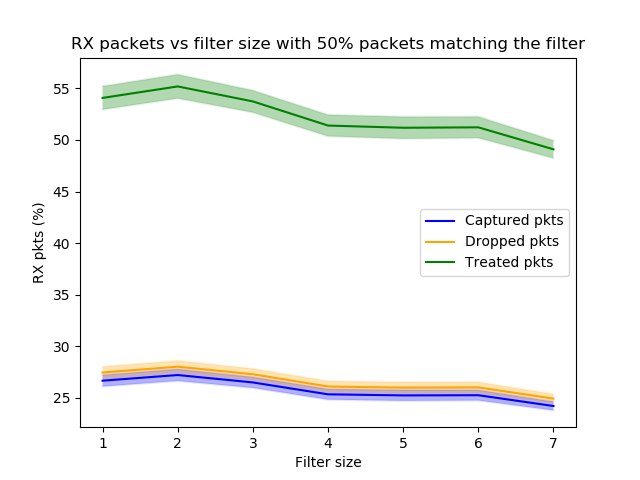 RX packets vs filter size with 50% packets matching the filter
55
50
45
40
35
30
25
RX pkts (%)
Captured pkts
Dropped pkts
Treated pkts
1 2 3 4 5 6 7
Filter size